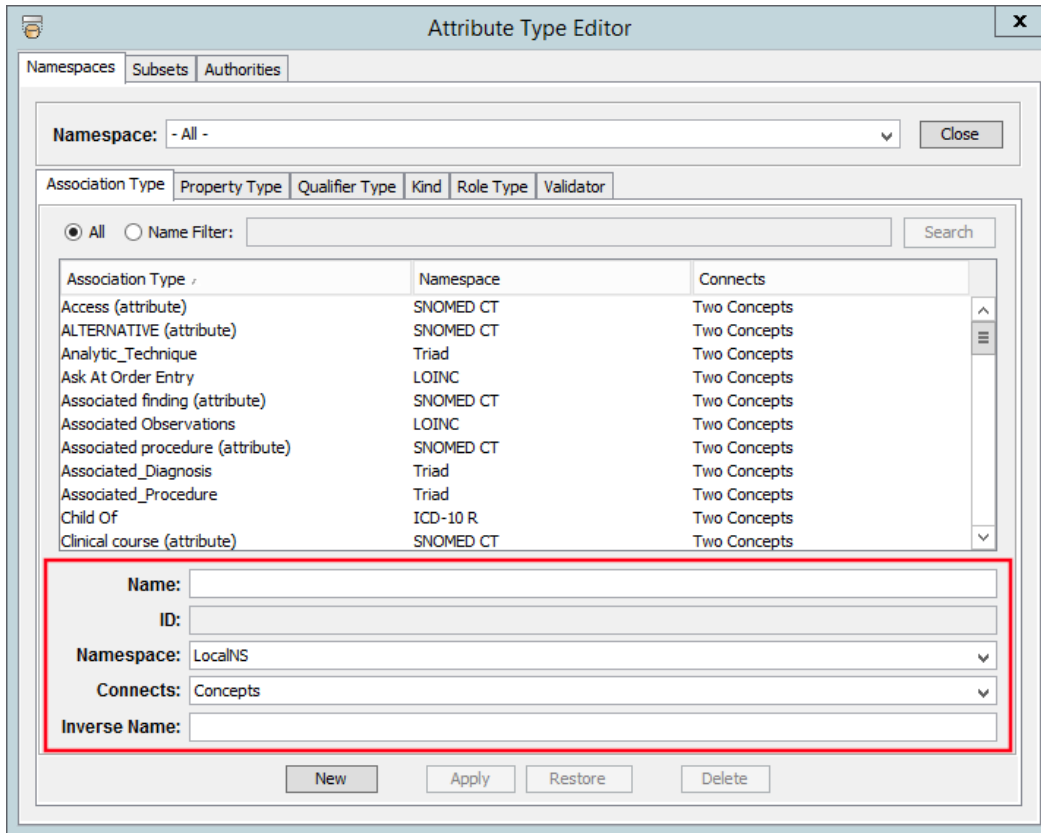 Attribute Type Editor x
Namespaces Subsets Authorities
Namespace: - All - Close
Association Type Property Type Qualifier Type Kind Role Type Validator
All Name Filter: Search
Association Type Namespace Connects
Access (attribute) SNOMED CT Two Concepts
ALTERNATIVE (attribute) SNOMED CT Two Concepts
Analytic_Technique Triad Two Concepts
Ask At Order Entry LOINC Two Concepts
Associated finding (attribute) SNOMED CT Two Concepts
Associated Observations LOINC Two Concepts
Associated procedure (attribute) SNOMED CT Two Concepts
Associated_Diagnosis Triad Two Concepts
Associated_Procedure Triad Two Concepts
Child Of ICD-10 R Two Concepts
Clinical course (attribute) SNOMED CT Two Concepts
Name:
ID:
Namespace: LocalNS
Connects: Concepts
Inverse Name:
New Apply Restore Delete